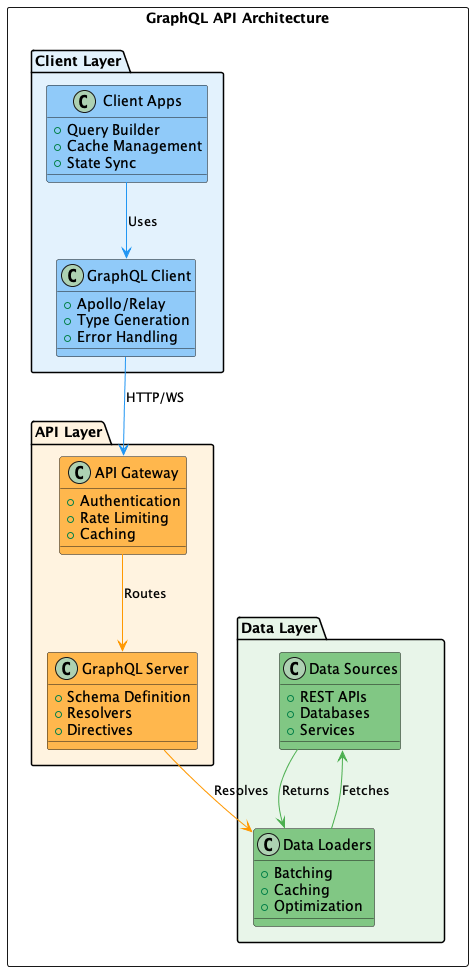 GraphQL API Architecture
Client Layer
C Client Apps
Query Builder
Cache Management
State Sync
Uses
C GraphQL Client
Apollo/Relay
Type Generation
Error Handling
HTTP/WS
API Layer
C API Gateway
Authentication
Rate Limiting
Caching
Routes
C GraphQL Server
Schema Definition
Resolvers
Directives
Data Layer
C Data Sources
REST APIs
Databases
Services
Resolves
Returns
Fetches
C Data Loaders
Batching
Caching
Optimization